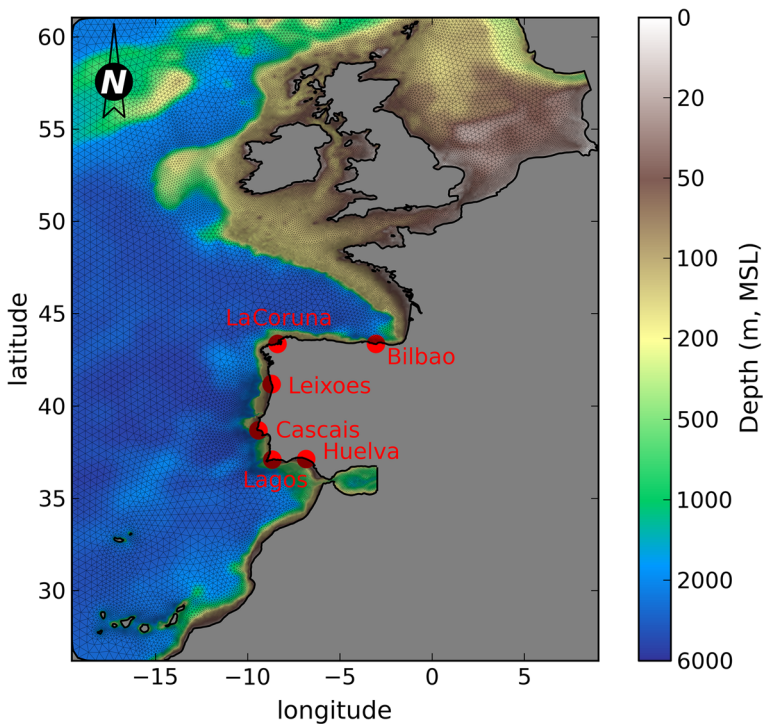 N
60
55
50
45
40
35
30
latitude
−15
−10
−5
0
5
longitude
LaCoruna
Bilbao
Leixoes
Cascais
Huelva
Lagos
0
20
50
100
200
500
1000
2000
6000
Depth (m, MSL)